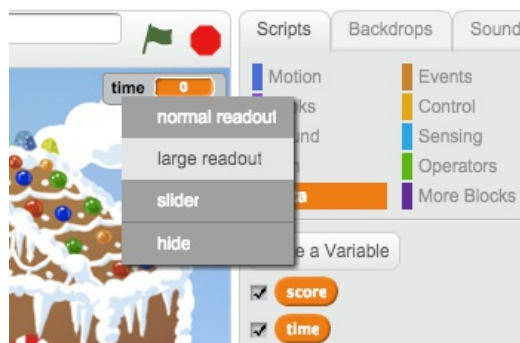 Scripts Backdrops Sound
time 0
normal readout
large readout
slider
hide
Motion Events
Control
Sensing
Operators
More Blocks
a Variable
score
time